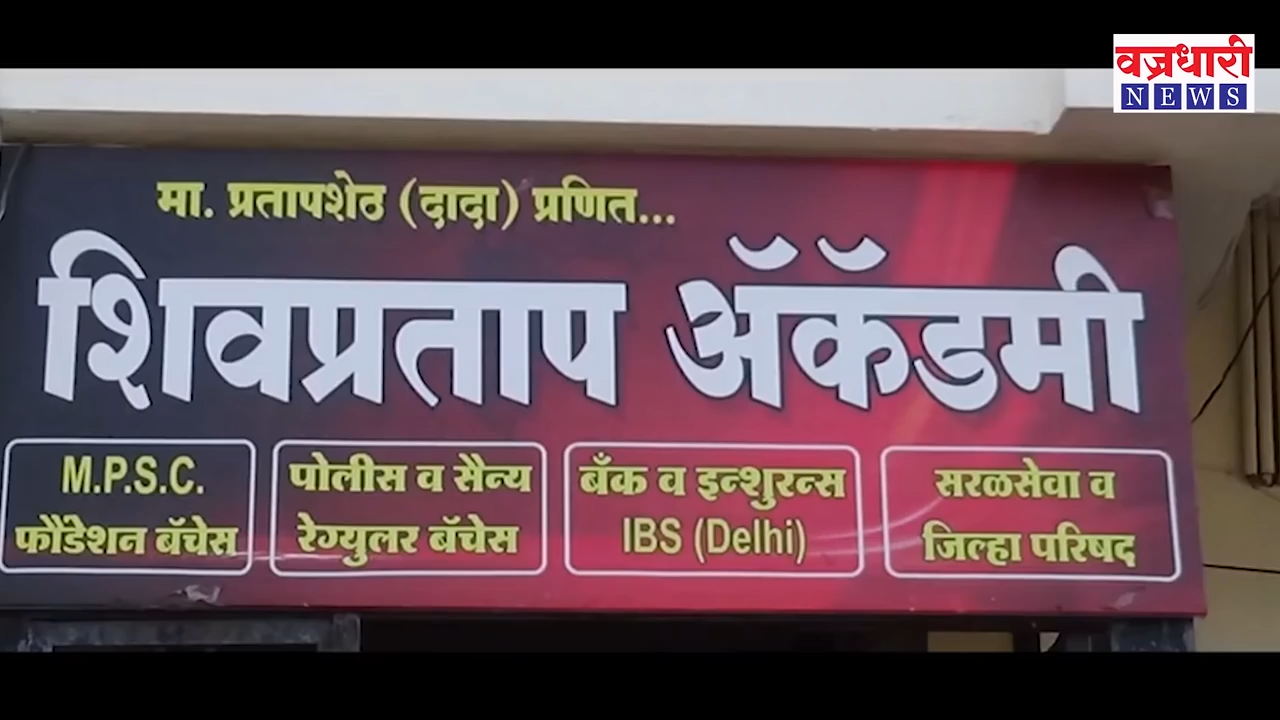 वज्रधारी
NEWS
मा. प्रतापशेठ (दादा) प्रणित...
शिवप्रताप ॲकॅडमी
M.P.S.C.
फौंडेशन बॅचेस
पोलीस व सैन्य
रेग्युलर बॅचेस
बँक व इन्शुरन्स
IBS (Delhi)
सरळसेवा व
जिल्हा परिषद